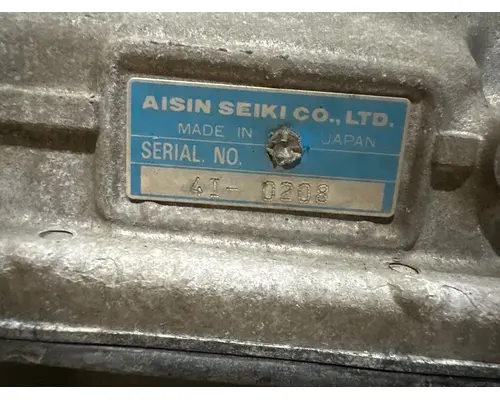 AISIN SEIKI CO., LTD.
MADE IN JAPAN
SERIAL. NO.
4I- 0208